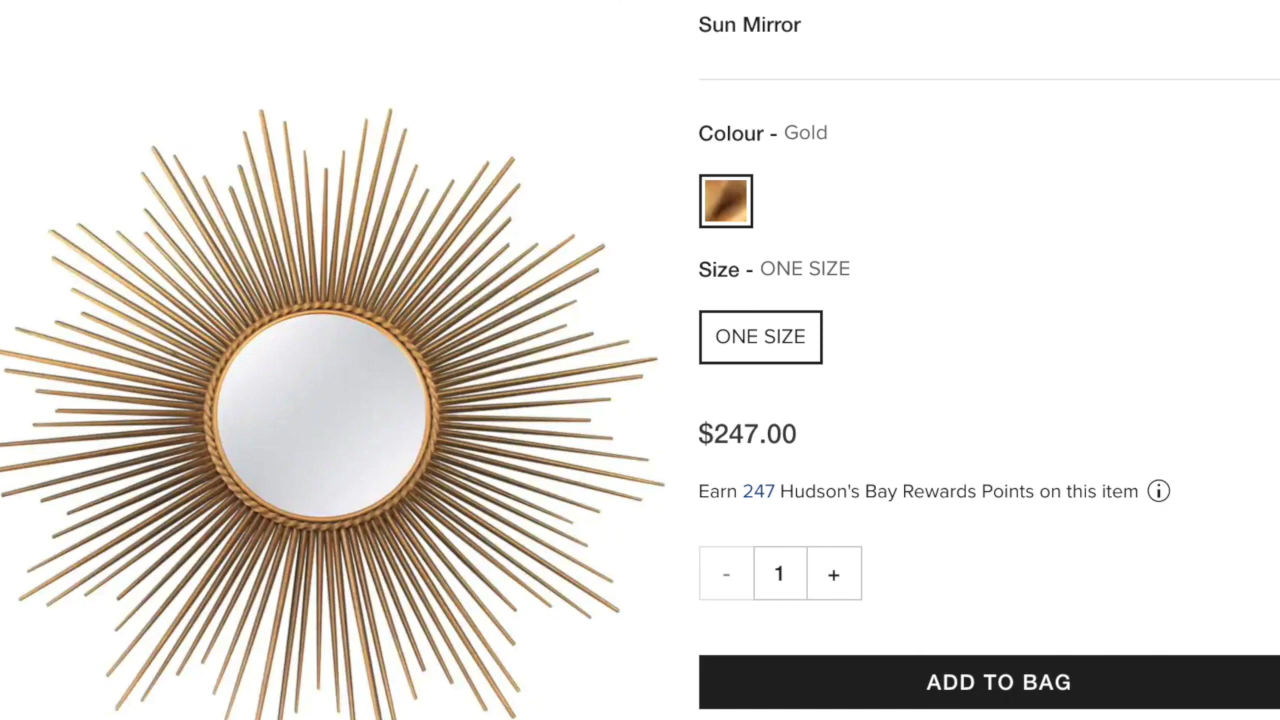 Sun Mirror
Colour - Gold
Size - ONE SIZE
ONE SIZE
$247.00
Earn 247 Hudson's Bay Rewards Points on this item
- 1 +
ADD TO BAG